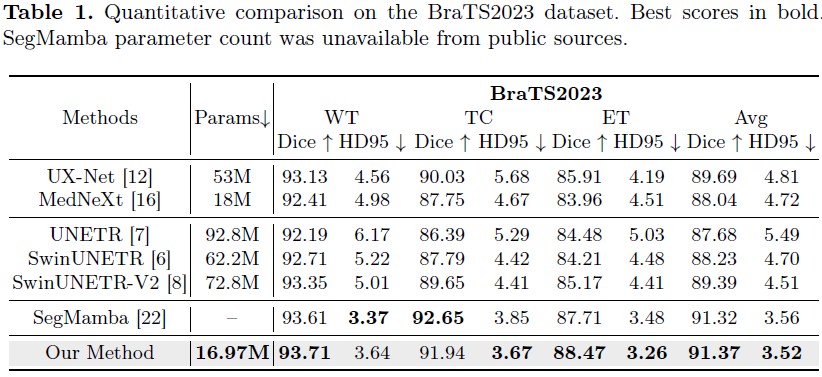 Table 1. Quantitative comparison on the BraTS2023 dataset. Best scores in bold.
SegMamba parameter count was unavailable from public sources.
BraTS2023
Methods Params↓ WT TC ET Avg
Dice ↑ HD95 ↓ Dice ↑ HD95 ↓ Dice ↑ HD95 ↓ Dice ↑ HD95 ↓
UX-Net [12] 53M 93.13 4.56 90.03 5.68 85.91 4.19 89.69 4.81
MedNeXt [16] 18M 92.41 4.98 87.75 4.67 83.96 4.51 88.04 4.72
UNETR [7] 92.8M 92.19 6.17 86.39 5.29 84.48 5.03 87.68 5.49
SwinUNETR [6] 62.2M 92.71 5.22 87.79 4.42 84.21 4.48 88.23 4.70
SwinUNETR-V2 [8] 72.8M 93.35 5.01 89.65 4.41 85.17 4.41 89.39 4.51
SegMamba [22] – 93.61 3.37 92.65 3.85 87.71 3.48 91.32 3.56
Our Method 16.97M 93.71 3.64 91.94 3.67 88.47 3.26 91.37 3.52